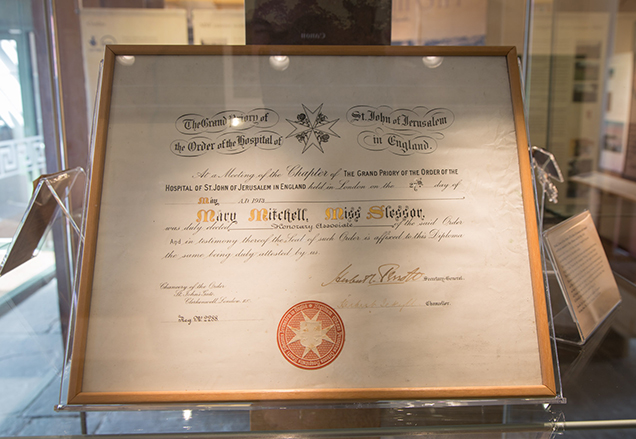 The Grand Priory of
the Order of the Hospital of
St. John of Jerusalem
in England.
At a Meeting of the Chapter of THE GRAND PRIORY OF THE ORDER OF THE
HOSPITAL OF ST. JOHN OF JERUSALEM IN ENGLAND held in London on the 27th day of
May A.D. 1913.
Mary Mitchell, Miss Slessor,
was duly elected Honorary Associate of the said Order
And in testimony thereof the Seal of such Order is affixed to this Diploma
the same being duly attested by us.
Secretary-General.
Chancellor.
Chancery of the Order
St. John's Gate,
Clerkenwell, London, E.C.
Reg. No. 2286.